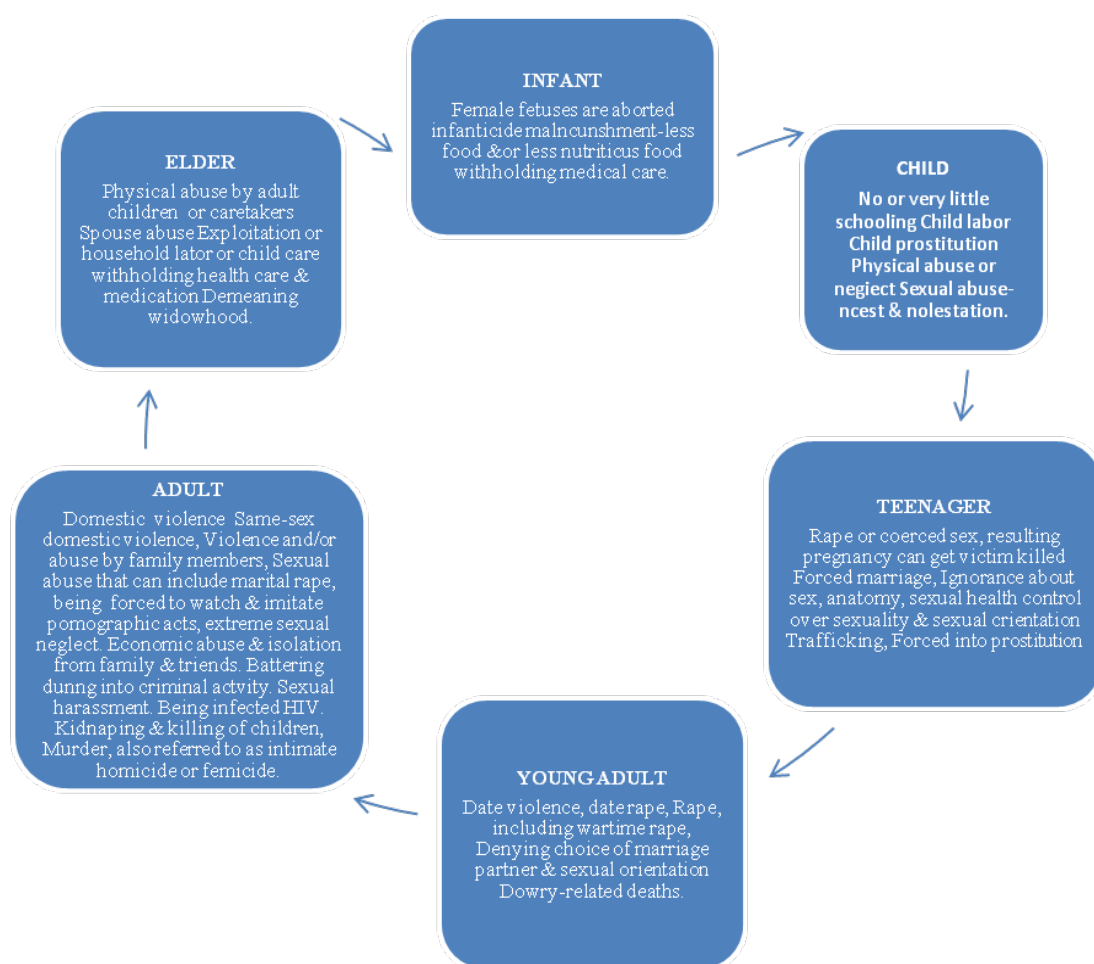 INFANT
Female fetuses are aborted
infanticide malncunshment-less
food &or less nutriticus food
withholding medical care.
CHILD
No or very little
schooling Child labor
Child prostitution
Physical abuse or
neglect Sexual abuse-
ncest & nolestation.
TEENAGER
Rape or coerced sex, resulting
pregnancy can get victim killed
Forced marriage, Ignorance about
sex, anatomy, sexual health control
over sexuality & sexual crientation
Trafficking, Forced into prostitution
YOUNG ADULT
Date violence, date rape, Rape,
including wartime rape,
Denying choice of marriage
partner & sexual orientation
Dowry-related deaths.
ADULT
Domestic violence Same-sex
domestic violence, Violence and/or
abuse by family members, Sexual
abuse that can include marital rape,
being forced to watch & imitate
pomographic acts, extreme sexual
neglect. Economic abuse & isolation
from family & triends. Battering
dunng into criminal actvity. Sexual
harassment. Being infected HIV.
Kidnaping & killing of children,
Murder, also referred to as intimate
homicide or femicide.
ELDER
Physical abuse by adult
children or caretakers
Spouse abuse Exploitation or
household lator or child care
withholding health care &
medication Demeaning
widowhood.